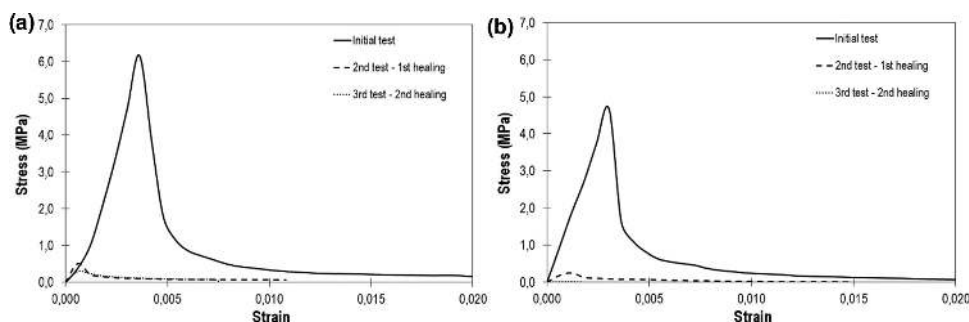 (a)
7,0
6,0
5,0
4,0
3,0
2,0
1,0
0,0
Stress (MPa)
Initial test
2nd test - 1st healing
3rd test - 2nd healing
0,000 0,005 0,010 0,015 0,020
Strain
(b)
7,0
6,0
5,0
4,0
3,0
2,0
1,0
0,0
Stress (MPa)
Initial test
2nd test - 1st healing
3rd test - 2nd healing
0,000 0,005 0,010 0,015 0,020
Strain